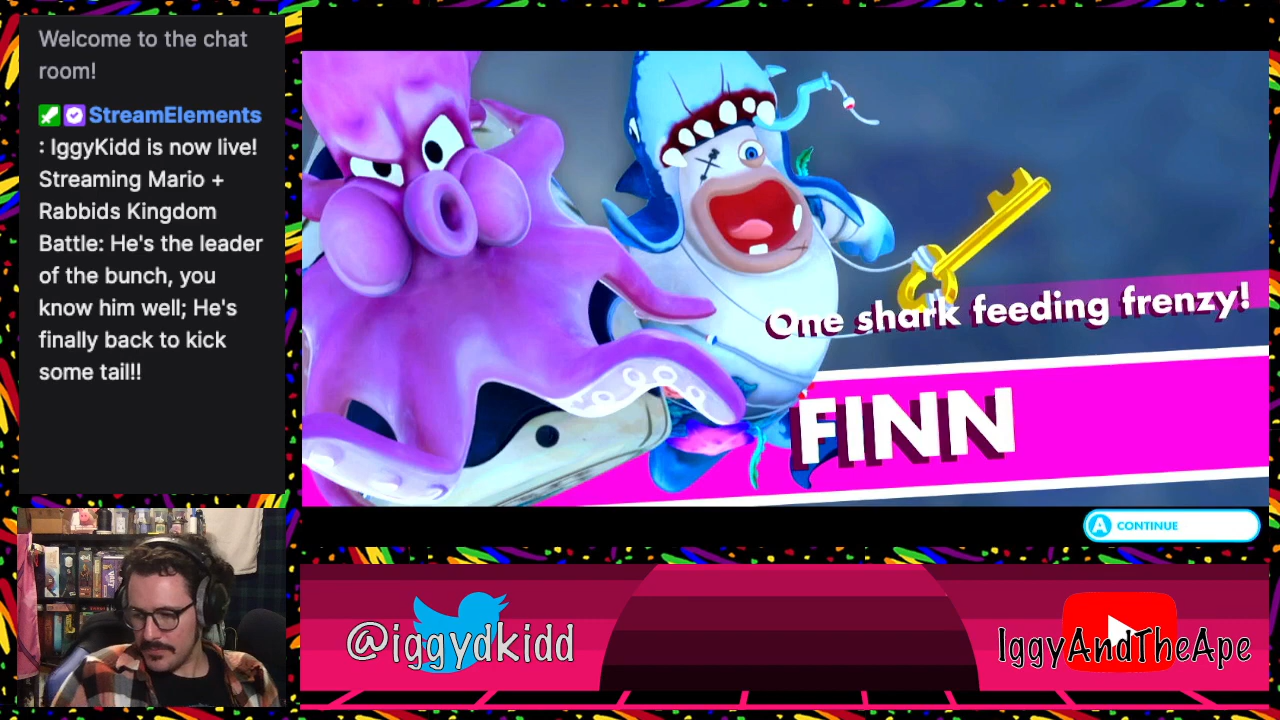 Welcome to the chat
room!
StreamElements
: IggyKidd is now live!
Streaming Mario +
Rabbids Kingdom
Battle: He's the leader
of the bunch, you
know him well; He's
finally back to kick
some tail!!
One shark feeding frenzy!
FINN
A CONTINUE
@iggydkidd
IggyAndTheApe